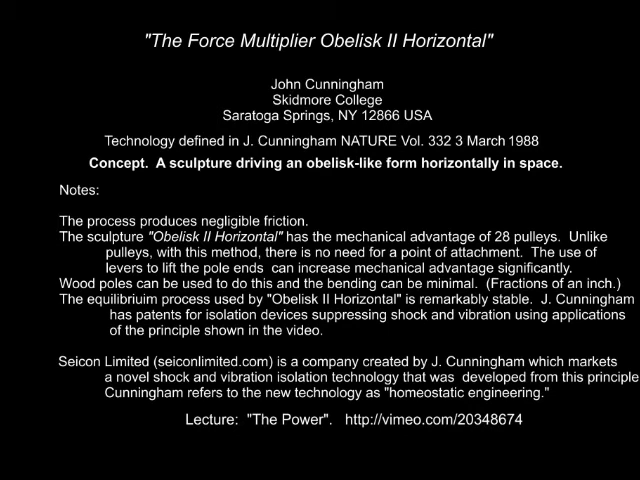 "The Force Multiplier Obelisk II Horizontal"
John Cunningham
Skidmore College
Saratoga Springs, NY 12866 USA
Technology defined in J. Cunningham NATURE Vol. 332 3 March 1988
Concept. A sculpture driving an obelisk-like form horizontally in space.
Notes:
The process produces negligible friction.
The sculpture "Obelisk II Horizontal" has the mechanical advantage of 28 pulleys. Unlike
pulleys, with this method, there is no need for a point of attachment. The use of
levers to lift the pole ends can increase mechanical advantage significantly.
Wood poles can be used to do this and the bending can be minimal. (Fractions of an inch.)
The equilibriuim process used by "Obelisk II Horizontal" is remarkably stable. J. Cunningham
has patents for isolation devices suppressing shock and vibration using applications
of the principle shown in the video.
Seicon Limited (seiconlimited.com) is a company created by J. Cunningham which markets
a novel shock and vibration isolation technology that was developed from this principle
Cunningham refers to the new technology as "homeostatic engineering."
Lecture: "The Power". http://vimeo.com/20348674